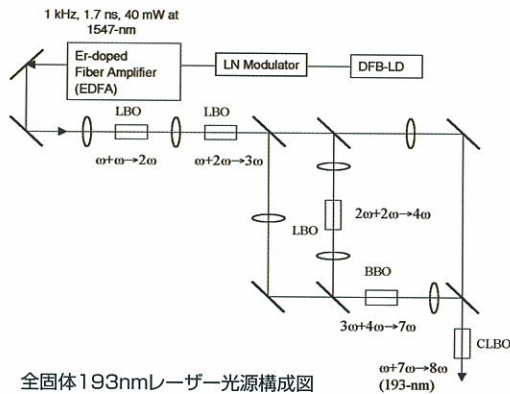 1 kHz, 1.7 ns, 40 mW at
1547-nm
Er-doped
Fiber Amplifier
(EDFA)
LN Modulator
DFB-LD
LBO
LBO
ω+ω→2ω
ω+2ω→3ω
LBO
2ω+2ω→4ω
BBO
3ω+4ω→7ω
CLBO
ω+7ω→8ω
(193-nm)
全固体193nmレーザー光源構成図